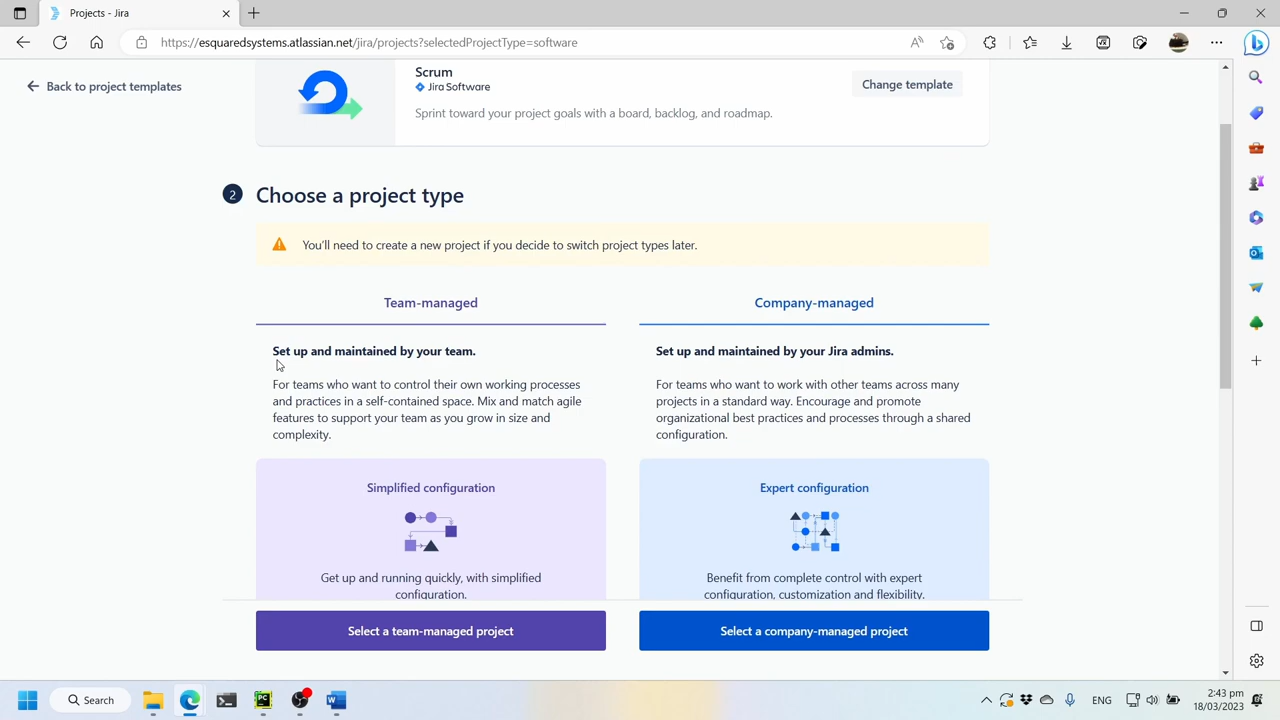 Projects - Jira
https://esquaredsystems.atlassian.net/jira/projects?selectedProjectType=software
Back to project templates
Scrum
Jira Software
Change template
Sprint toward your project goals with a board, backlog, and roadmap.
2
Choose a project type
You'll need to create a new project if you decide to switch project types later.
Team-managed
Company-managed
Set up and maintained by your team.
Set up and maintained by your Jira admins.
For teams who want to control their own working processes
and practices in a self-contained space. Mix and match agile
features to support your team as you grow in size and
complexity.
For teams who want to work with other teams across many
projects in a standard way. Encourage and promote
organizational best practices and processes through a shared
configuration.
Simplified configuration
Expert configuration
Get up and running quickly, with simplified
configuration.
Benefit from complete control with expert
configuration, customization and flexibility.
Select a team-managed project
Select a company-managed project
Search
PC
W
ENG
2:43 pm
18/03/2023